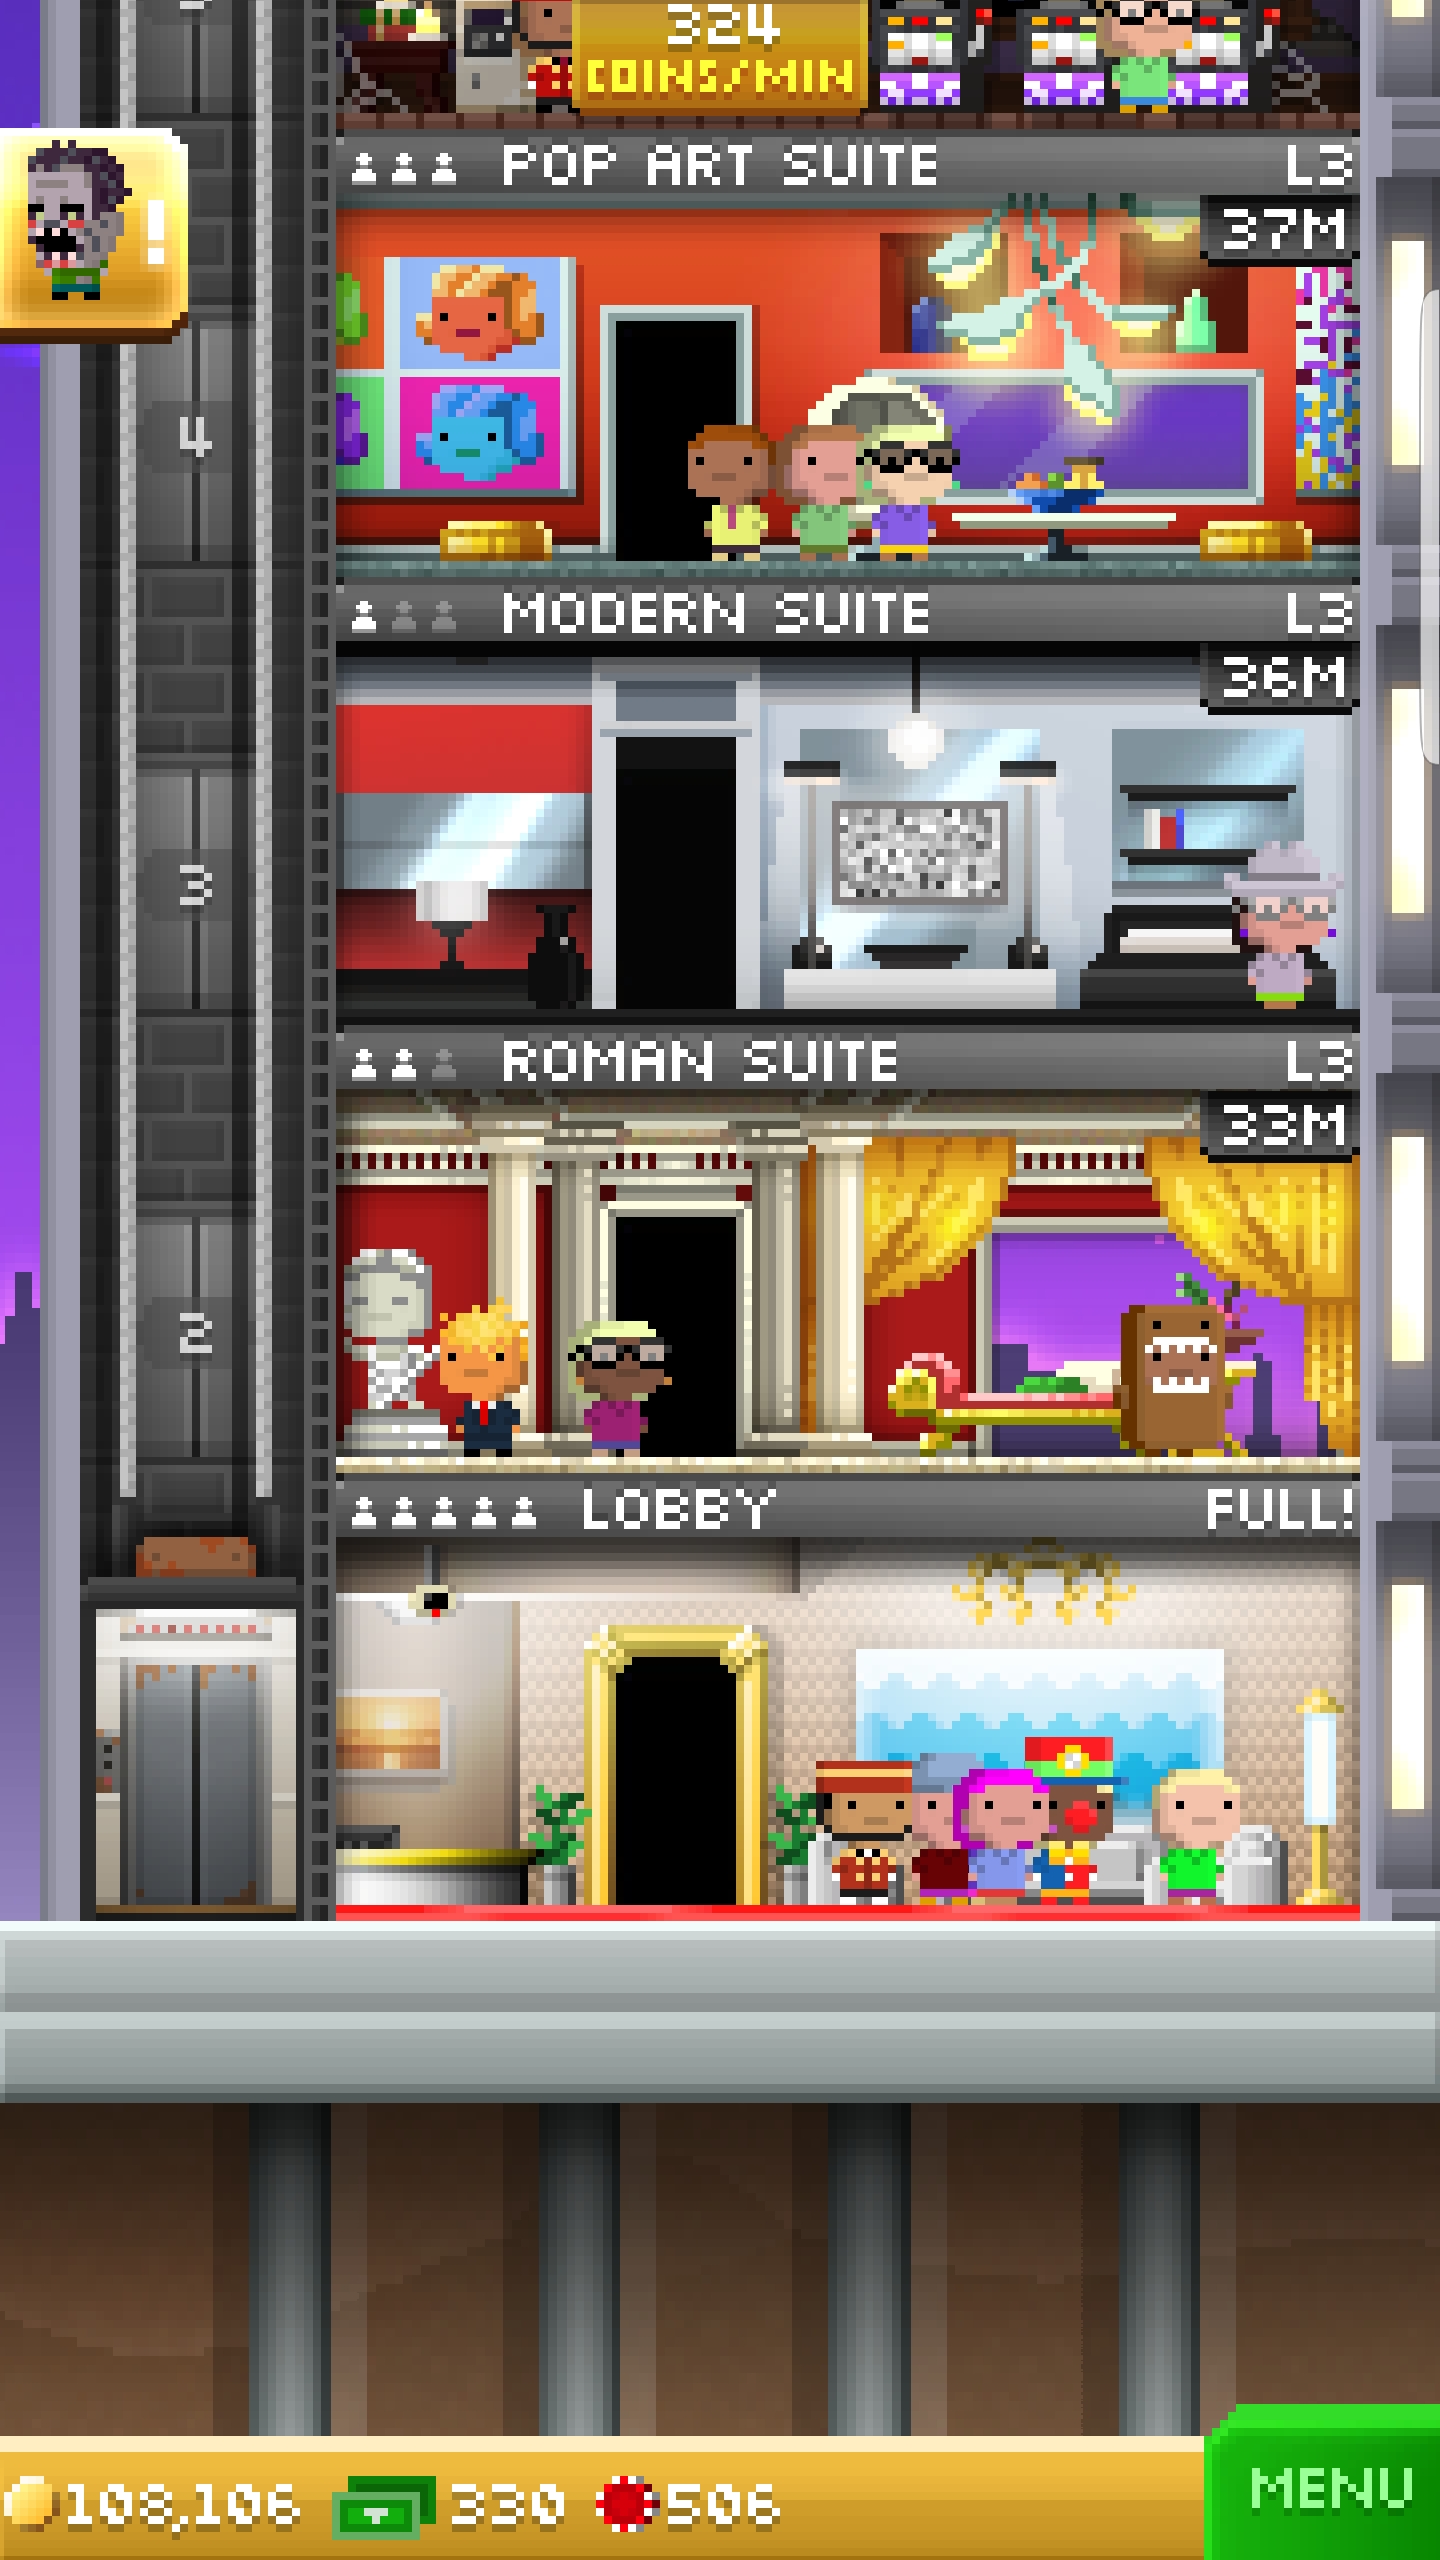 324
COINS/MIN
POP ART SUITE L3
37M
!
4
MODERN SUITE L3
36M
3
ROMAN SUITE L3
33M
2
LOBBY FULL!
108,106 330 506
MENU